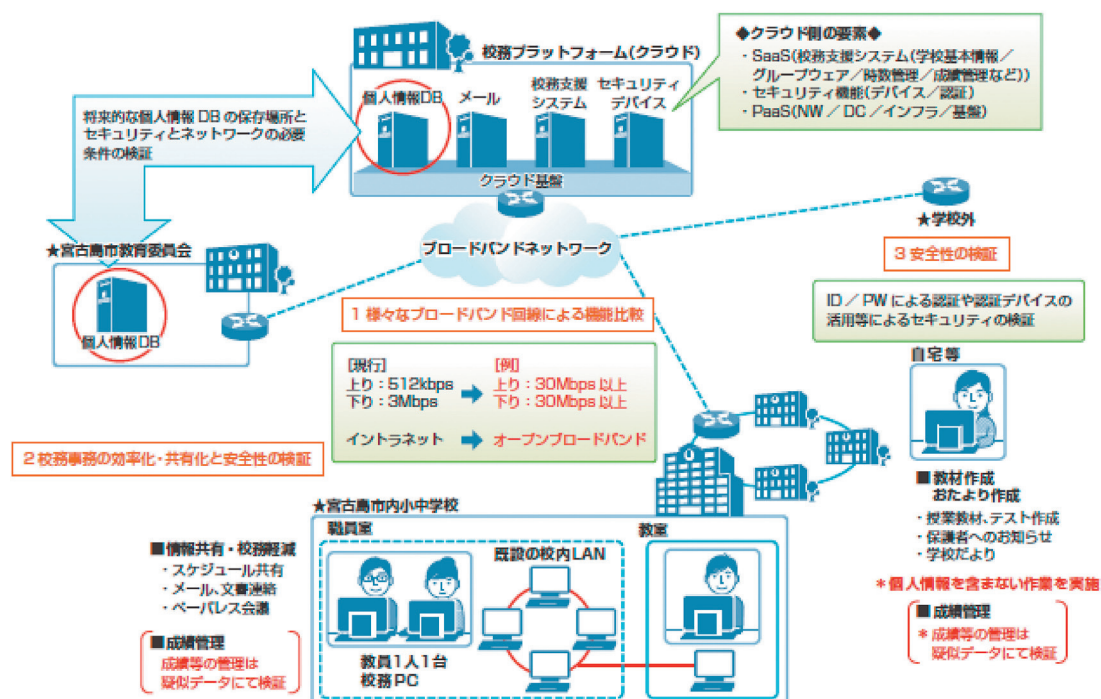 校務プラットフォーム(クラウド)
個人情報DB
メール
校務支援
システム
セキュリティ
デバイス
クラウド基盤
◆クラウド側の要素◆
・SaaS(校務支援システム(学校基本情報／
グループウェア／時数管理／成績管理など))
・セキュリティ機能(デバイス／認証)
・PaaS(NW／DC／インフラ／基盤)
将来的な個人情報DBの保存場所と
セキュリティとネットワークの必要
条件の検証
★宮古島市教育委員会
個人情報DB
ブロードバンドネットワーク
★学校外
3 安全性の検証
ID／PWによる認証や認証デバイスの
活用等によるセキュリティの検証
自宅等
1 様々なブロードバンド回線による機能比較
[現行]
上り：512kbps
下り：3Mbps
[例]
上り：30Mbps以上
下り：30Mbps以上
イントラネット
オープンブロードバンド
2 校務事務の効率化・共有化と安全性の検証
★宮古島市内小中学校
職員室
既設の校内LAN
教員1人1台
校務PC
教室
■情報共有・校務軽減
・スケジュール共有
・メール、文書連絡
・ペーパレス会議
■成績管理
成績等の管理は
疑似データにて検証
■教材作成
おたより作成
・授業教材、テスト作成
・保護者へのお知らせ
・学校だより
＊個人情報を含まない作業を実施
■成績管理
＊成績等の管理は
疑似データにて検証